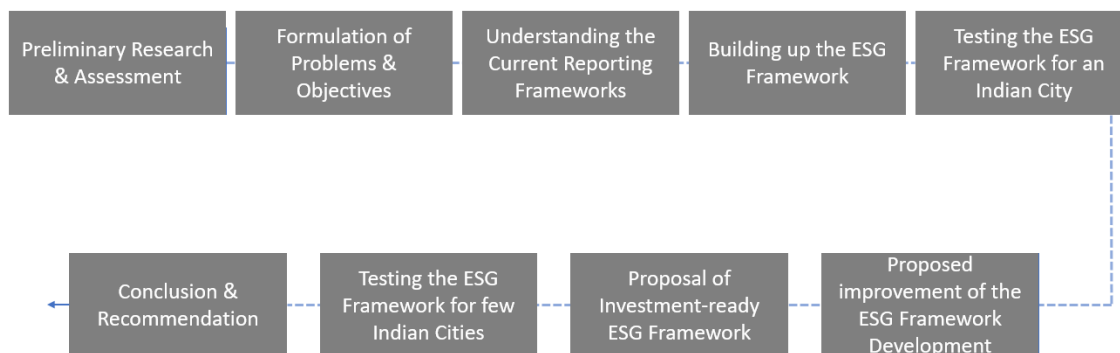 Preliminary Research
& Assessment
Formulation of
Problems &
Objectives
Understanding the
Current Reporting
Frameworks
Building up the ESG
Framework
Testing the ESG
Framework for an
Indian City
Conclusion &
Recommendation
Testing the ESG
Framework for few
Indian Cities
Proposal of
Investment-ready
ESG Framework
Proposed
improvement of the
ESG Framework
Development